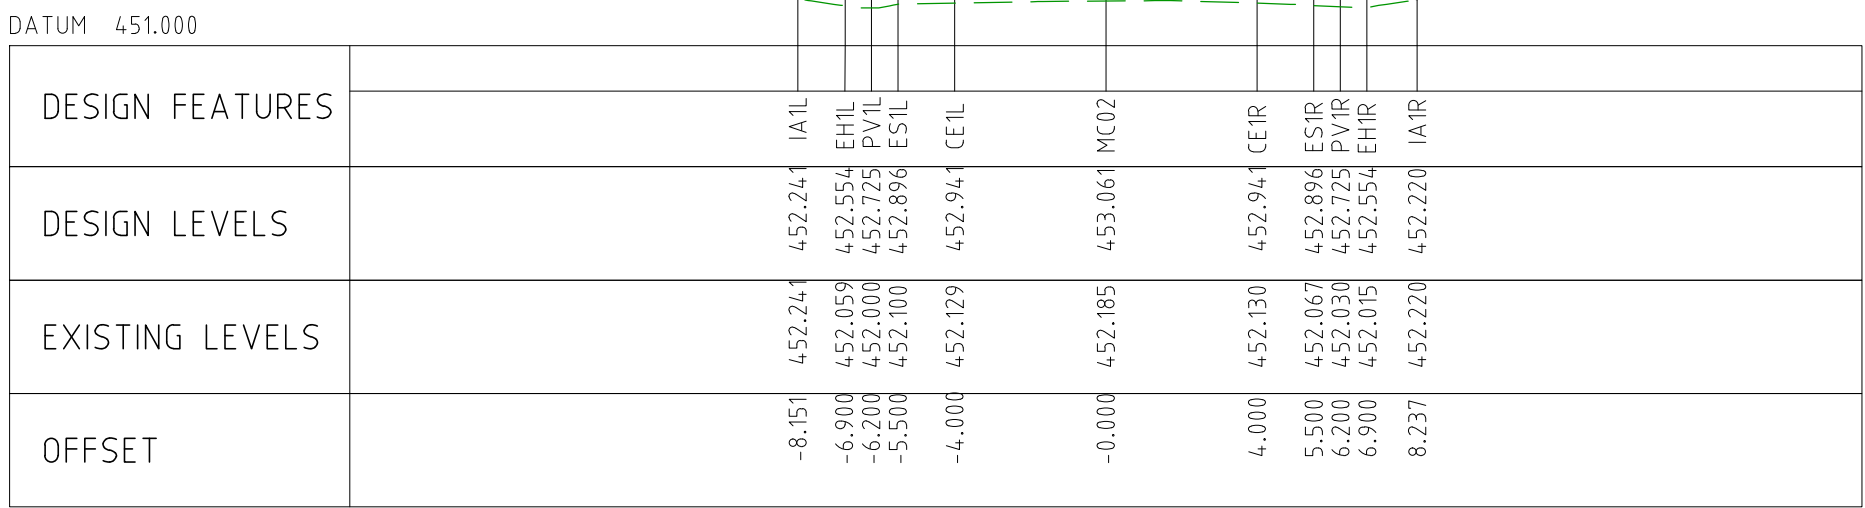 DATUM 451.000
DESIGN FEATURES IA1L EH1L PV1L ES1L CE1L MC02 CE1R ES1R PV1R EH1R IA1R
DESIGN LEVELS 452.241 452.554 452.725 452.896 452.941 453.061 452.941 452.896 452.725 452.554 452.220
EXISTING LEVELS 452.241 452.059 452.000 452.100 452.129 452.185 452.130 452.067 452.030 452.015 452.220
OFFSET -8.151 -6.900 -6.200 -5.500 -4.000 -0.000 4.000 5.500 6.200 6.900 8.237